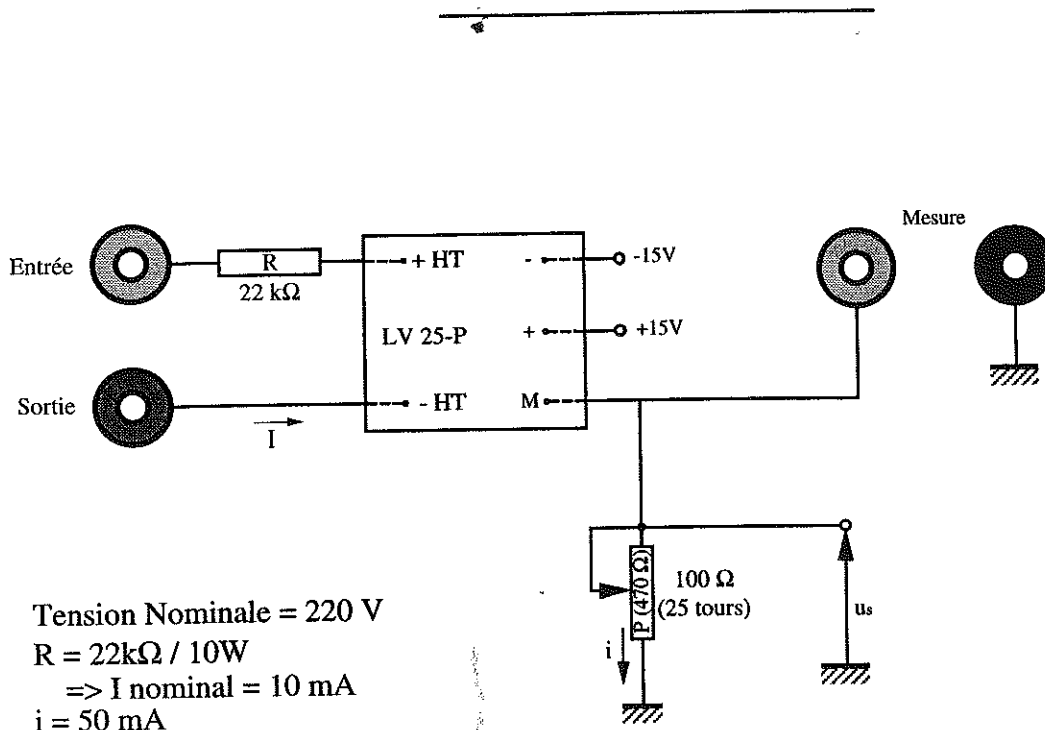 Mesure
Entrée
R
22 kΩ
+ HT
-
-15V
LV 25-P
+
+15V
Sortie
- HT
M
I
P (470 Ω)
100 Ω
(25 tours)
us
i
Tension Nominale = 220 V
R = 22kΩ / 10W
=> I nominal = 10 mA
i = 50 mA